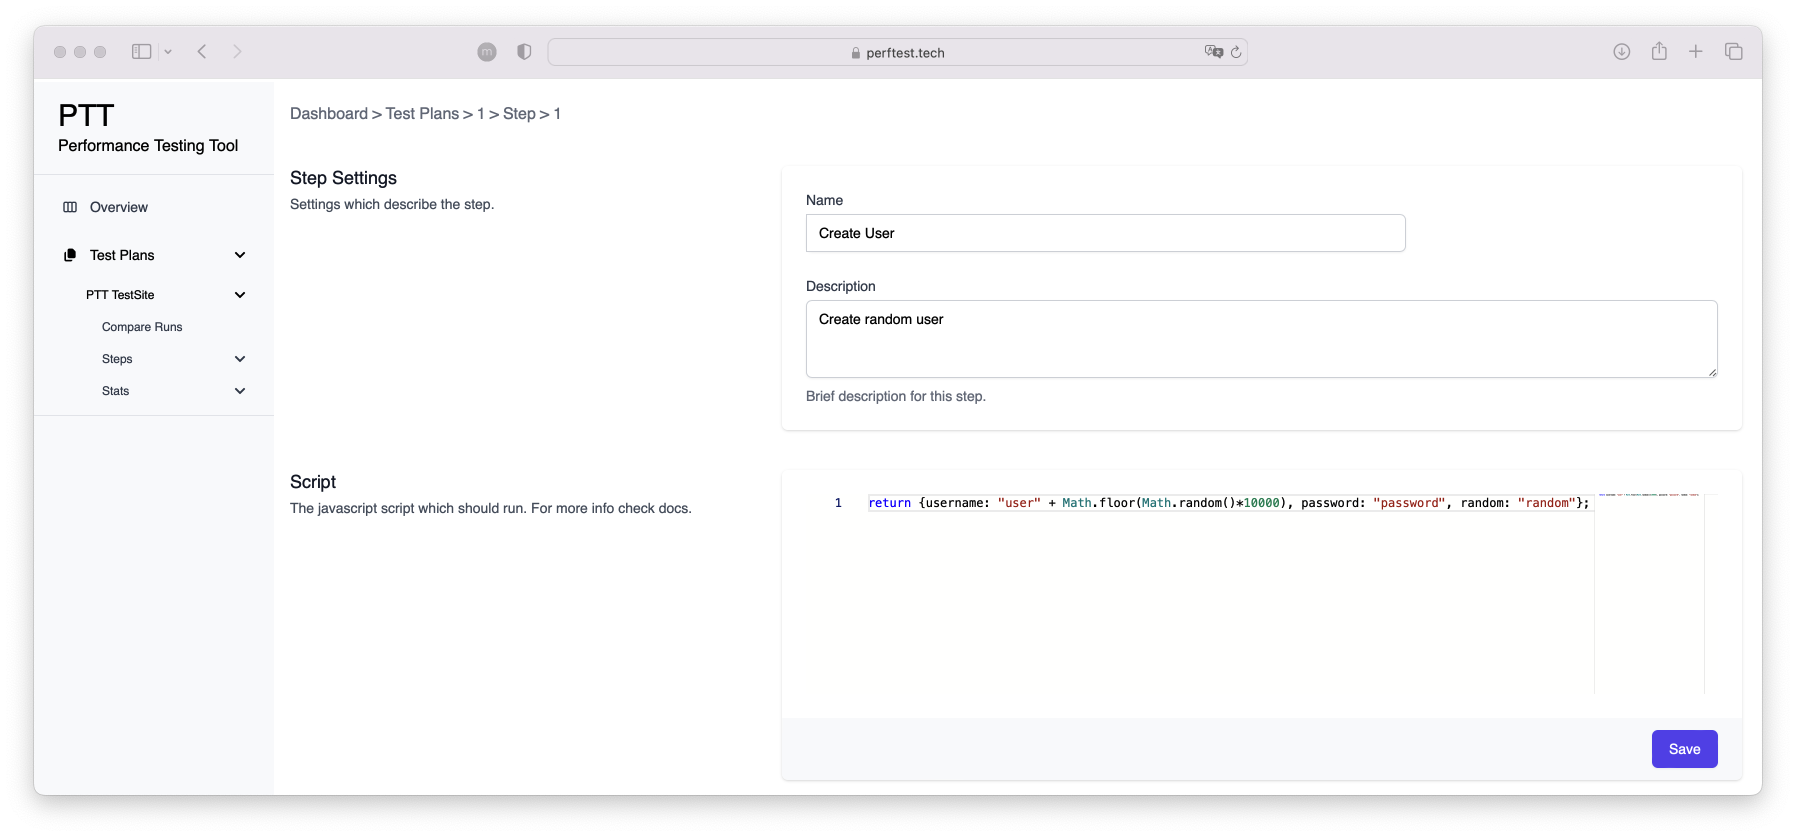 m
perftest.tech
PTT
Performance Testing Tool
Overview
Test Plans
PTT TestSite
Compare Runs
Steps
Stats
Dashboard > Test Plans > 1 > Step > 1
Step Settings
Settings which describe the step.
Name
Create User
Description
Create random user
Brief description for this step.
Script
The javascript script which should run. For more info check docs.
1 return {username: "user" + Math.floor(Math.random()*10000), password: "password", random: "random"};
Save